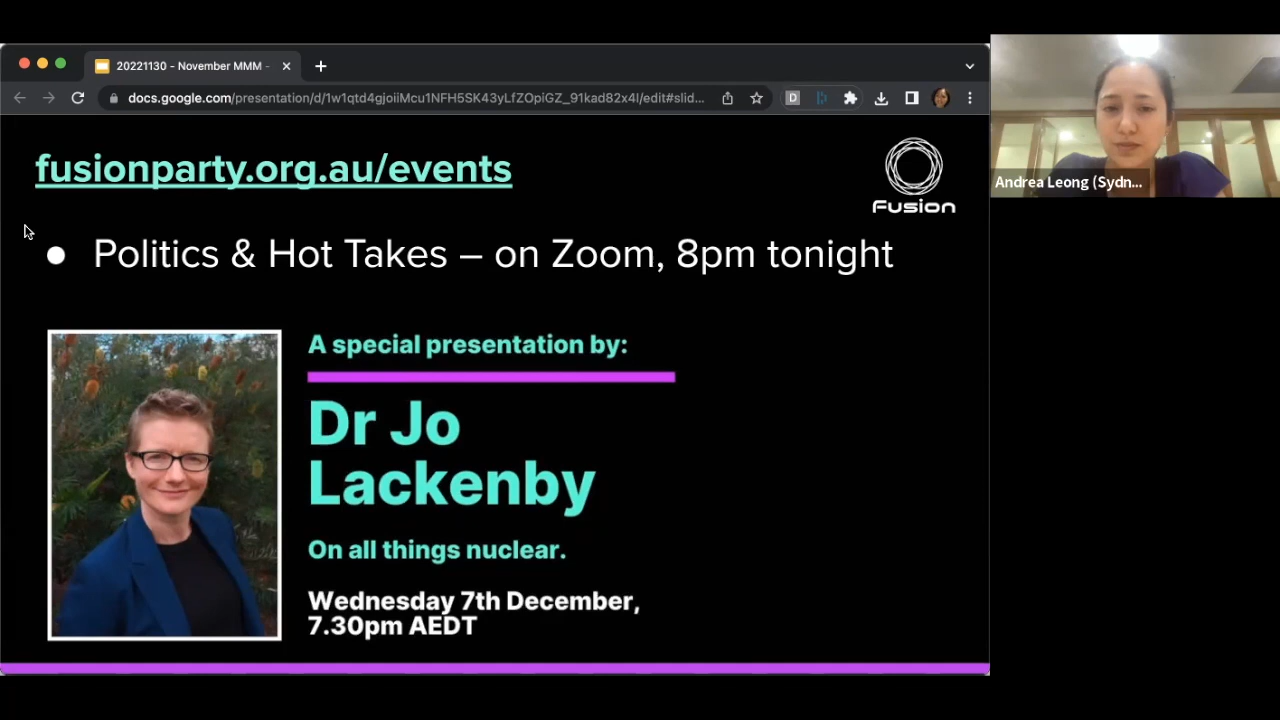 20221130 - November MMM -
docs.google.com/presentation/d/1w1qtd4gjoiiMcu1NFH5SK43yLfZOpiGZ_91kad82x4I/edit#slid...
D
fusionparty.org.au/events
Fusion
● Politics & Hot Takes – on Zoom, 8pm tonight
A special presentation by:
Dr Jo
Lackenby
On all things nuclear.
Wednesday 7th December,
7.30pm AEDT
Andrea Leong (Sydn...